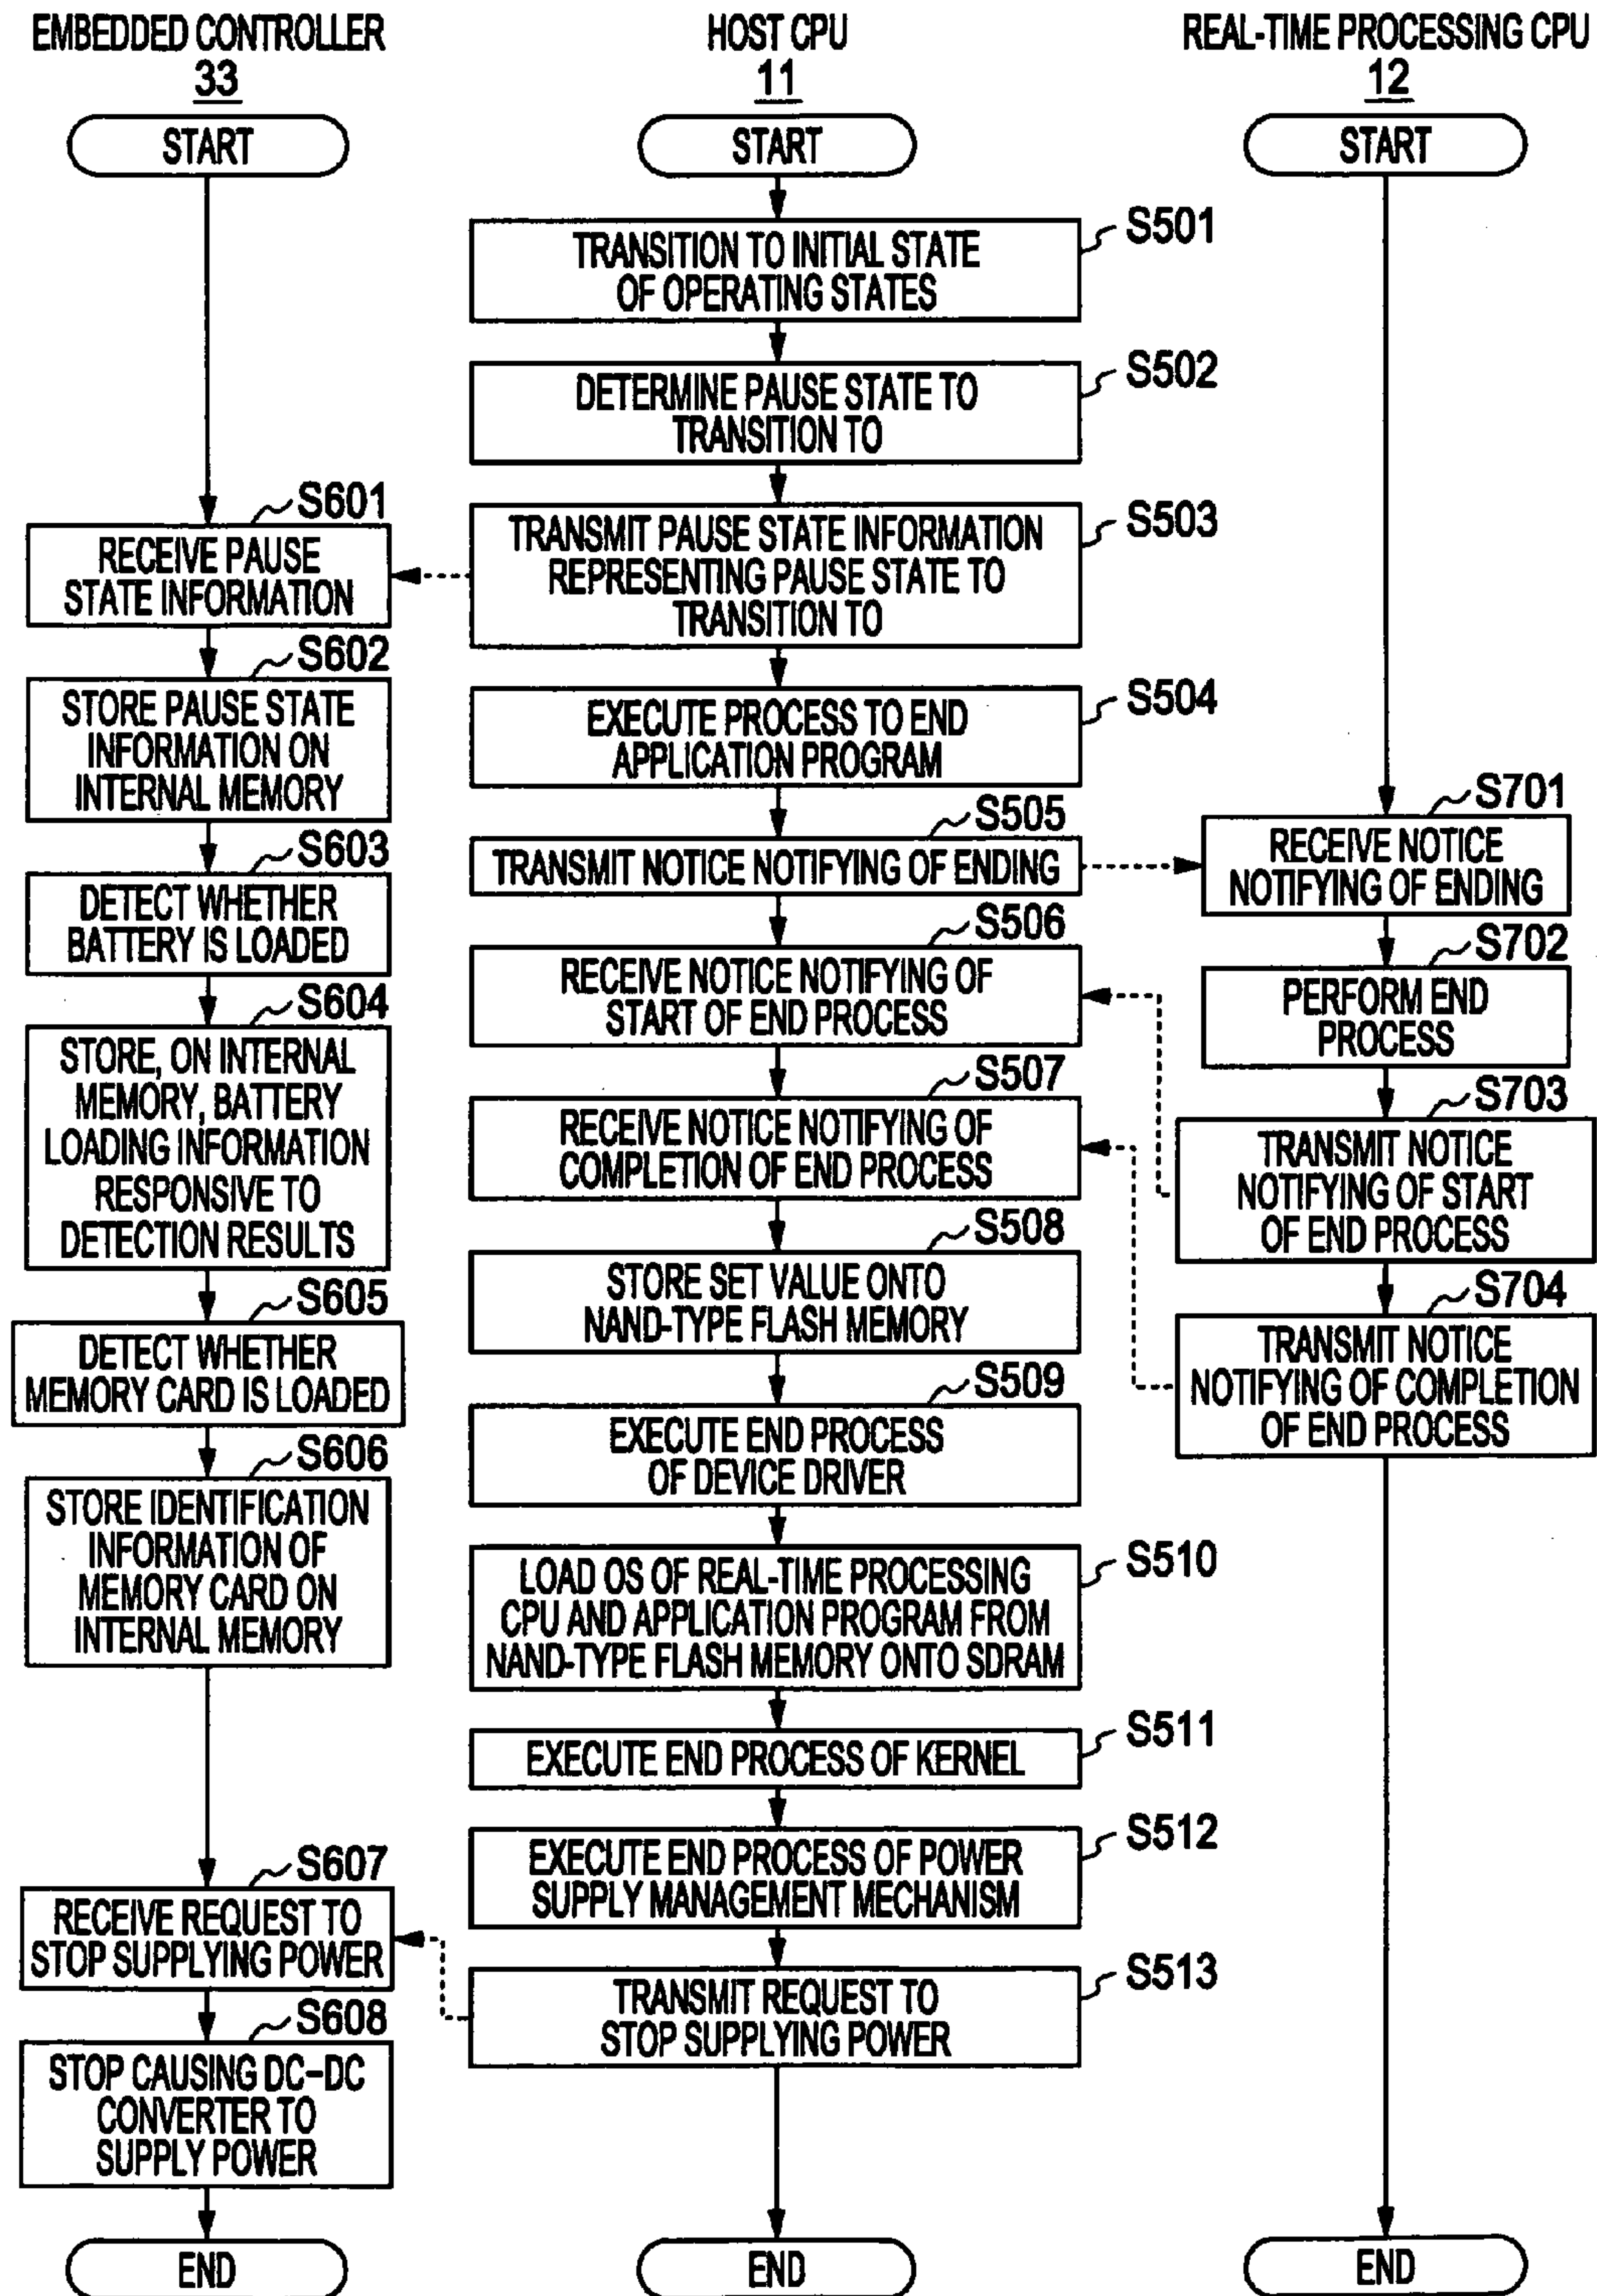 EMBEDDED CONTROLLER
33
START
S601
RECEIVE PAUSE
STATE INFORMATION
S602
STORE PAUSE STATE
INFORMATION ON
INTERNAL MEMORY
S603
DETECT WHETHER
BATTERY IS LOADED
S604
STORE, ON INTERNAL
MEMORY, BATTERY
LOADING INFORMATION
RESPONSIVE TO
DETECTION RESULTS
S605
DETECT WHETHER
MEMORY CARD IS LOADED
S606
STORE IDENTIFICATION
INFORMATION OF
MEMORY CARD ON
INTERNAL MEMORY
S607
RECEIVE REQUEST TO
STOP SUPPLYING POWER
S608
STOP CAUSING DC-DC
CONVERTER TO
SUPPLY POWER
END
HOST CPU
11
START
S501
TRANSITION TO INITIAL STATE
OF OPERATING STATES
S502
DETERMINE PAUSE STATE TO
TRANSITION TO
S503
TRANSMIT PAUSE STATE INFORMATION
REPRESENTING PAUSE STATE TO
TRANSITION TO
S504
EXECUTE PROCESS TO END
APPLICATION PROGRAM
S505
TRANSMIT NOTICE NOTIFYING OF ENDING
S506
RECEIVE NOTICE NOTIFYING OF
START OF END PROCESS
S507
RECEIVE NOTICE NOTIFYING OF
COMPLETION OF END PROCESS
S508
STORE SET VALUE ONTO
NAND-TYPE FLASH MEMORY
S509
EXECUTE END PROCESS
OF DEVICE DRIVER
S510
LOAD OS OF REAL-TIME PROCESSING
CPU AND APPLICATION PROGRAM FROM
NAND-TYPE FLASH MEMORY ONTO SDRAM
S511
EXECUTE END PROCESS OF KERNEL
S512
EXECUTE END PROCESS OF POWER
SUPPLY MANAGEMENT MECHANISM
S513
TRANSMIT REQUEST TO
STOP SUPPLYING POWER
END
REAL-TIME PROCESSING CPU
12
START
S701
RECEIVE NOTICE
NOTIFYING OF ENDING
S702
PERFORM END
PROCESS
S703
TRANSMIT NOTICE
NOTIFYING OF START
OF END PROCESS
S704
TRANSMIT NOTICE
NOTIFYING OF COMPLETION
OF END PROCESS
END